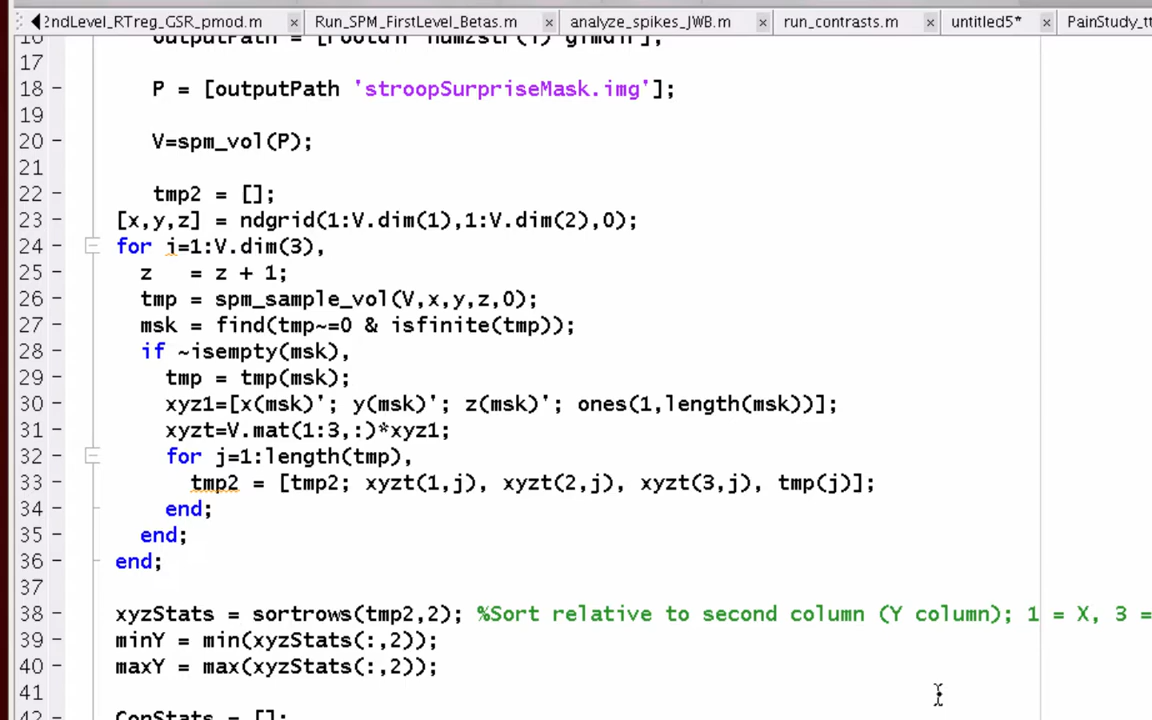 2ndLevel_RTreg_GSR_pmod.m × Run_SPM_FirstLevel_Betas.m × analyze_spikes_JWB.m × run_contrasts.m × untitled5* × PainStudy_tt
16 - outputPath =
17
18 - P = [outputPath 'stroopSurpriseMask.img'];
19
20 - V=spm_vol(P);
21
22 - tmp2 = [];
23 - [x,y,z] = ndgrid(1:V.dim(1),1:V.dim(2),0);
24 - for i=1:V.dim(3),
25 - z = z + 1;
26 - tmp = spm_sample_vol(V,x,y,z,0);
27 - msk = find(tmp~=0 & isfinite(tmp));
28 - if ~isempty(msk),
29 - tmp = tmp(msk);
30 - xyz1=[x(msk)'; y(msk)'; z(msk)'; ones(1,length(msk))];
31 - xyzt=V.mat(1:3,:)*xyz1;
32 - for j=1:length(tmp),
33 - tmp2 = [tmp2; xyzt(1,j), xyzt(2,j), xyzt(3,j), tmp(j)];
34 - end;
35 - end;
36 - end;
37
38 - xyzStats = sortrows(tmp2,2); %Sort relative to second column (Y column); 1 = X, 3 =
39 - minY = min(xyzStats(:,2));
40 - maxY = max(xyzStats(:,2));
41
42 - ConStats = [];